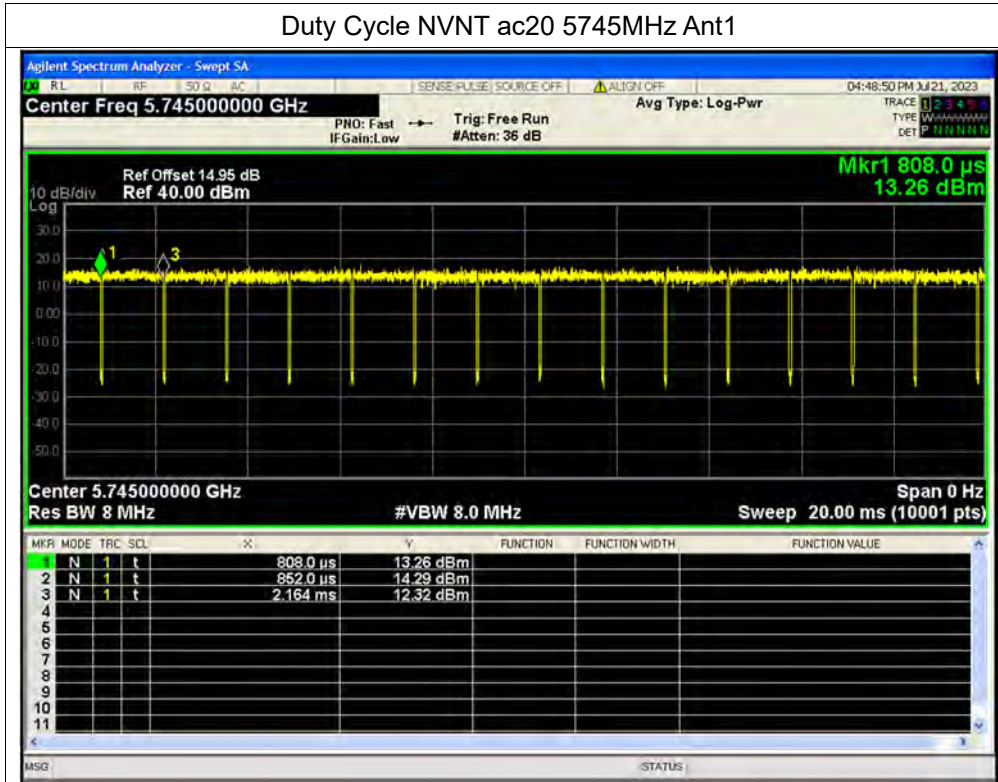 Duty Cycle NVNT ac20 5745MHz Ant1
Agilent Spectrum Analyzer - Swept SA
LXI RL RF 50 Ω AC SENSE:PULSE SOURCE OFF ALIGN OFF 04:48:50 PM Jul 21, 2023
Center Freq 5.745000000 GHz Avg Type: Log-Pwr TRACE 1 2 3 4 5 6
PNO: Fast Trig: Free Run TYPE W
IFGain:Low #Atten: 36 dB DET P N N N N N
Mkr1 808.0 µs
Ref Offset 14.95 dB
10 dB/div Ref 40.00 dBm 13.26 dBm
Log
30.0
20.0
1 3
10.0
0.00
-10.0
-20.0
-30.0
-40.0
-50.0
Center 5.745000000 GHz Span 0 Hz
Res BW 8 MHz #VBW 8.0 MHz Sweep 20.00 ms (10001 pts)
MKR MODE TRC SCL X Y FUNCTION FUNCTION WIDTH FUNCTION VALUE
1 N 1 t 808.0 µs 13.26 dBm
2 N 1 t 852.0 µs 14.29 dBm
3 N 1 t 2.164 ms 12.32 dBm
4
5
6
7
8
9
10
11
MSG STATUS